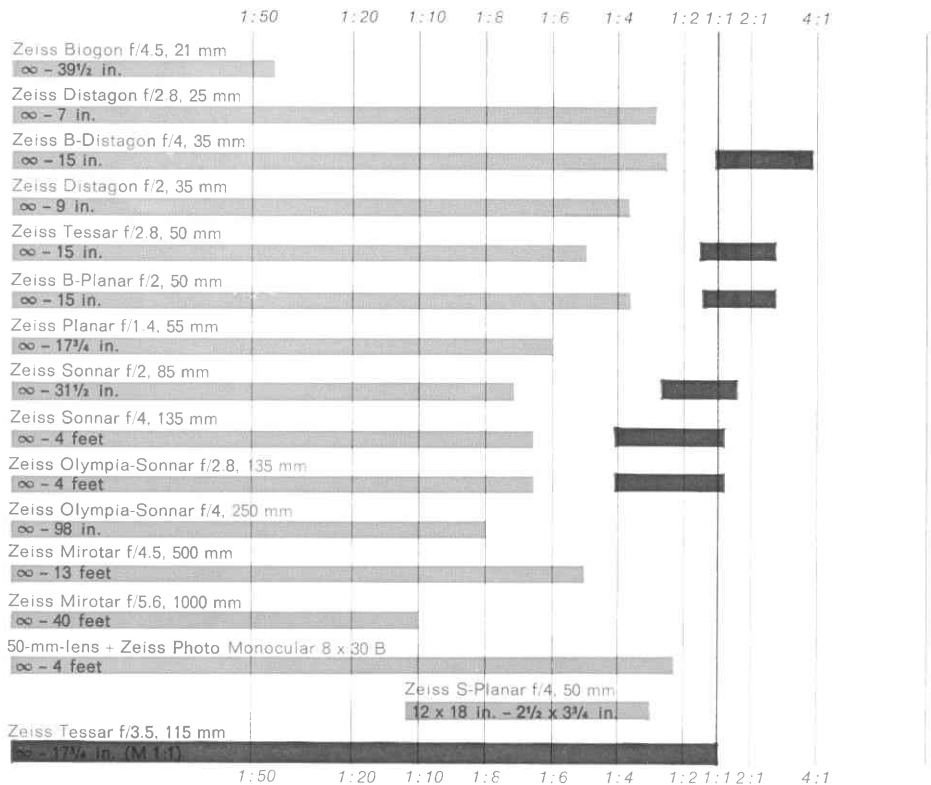 1:50 1:20 1:10 1:8 1:6 1:4 1:2 1:1 2:1 4:1
Zeiss Biogon f/4.5, 21 mm
∞ – 39½ in.
Zeiss Distagon f/2.8, 25 mm
∞ – 7 in.
Zeiss B-Distagon f/4, 35 mm
∞ – 15 in.
Zeiss Distagon f/2, 35 mm
∞ – 9 in.
Zeiss Tessar f/2.8, 50 mm
∞ – 15 in.
Zeiss B-Planar f/2, 50 mm
∞ – 15 in.
Zeiss Planar f/1.4, 55 mm
∞ – 17¾ in.
Zeiss Sonnar f/2, 85 mm
∞ – 31½ in.
Zeiss Sonnar f/4, 135 mm
∞ – 4 feet
Zeiss Olympia-Sonnar f/2.8, 135 mm
∞ – 4 feet
Zeiss Olympia-Sonnar f/4, 250 mm
∞ – 98 in.
Zeiss Mirotar f/4.5, 500 mm
∞ – 13 feet
Zeiss Mirotar f/5.6, 1000 mm
∞ – 40 feet
50-mm-lens + Zeiss Photo Monocular 8 x 30 B
∞ – 4 feet
Zeiss S-Planar f/4, 50 mm
12 x 18 in. – 2½ x 3¾ in.
Zeiss Tessar f/3.5, 115 mm
∞ – 17¾ in. (M 1:1)
1:50 1:20 1:10 1:8 1:6 1:4 1:2 1:1 2:1 4:1